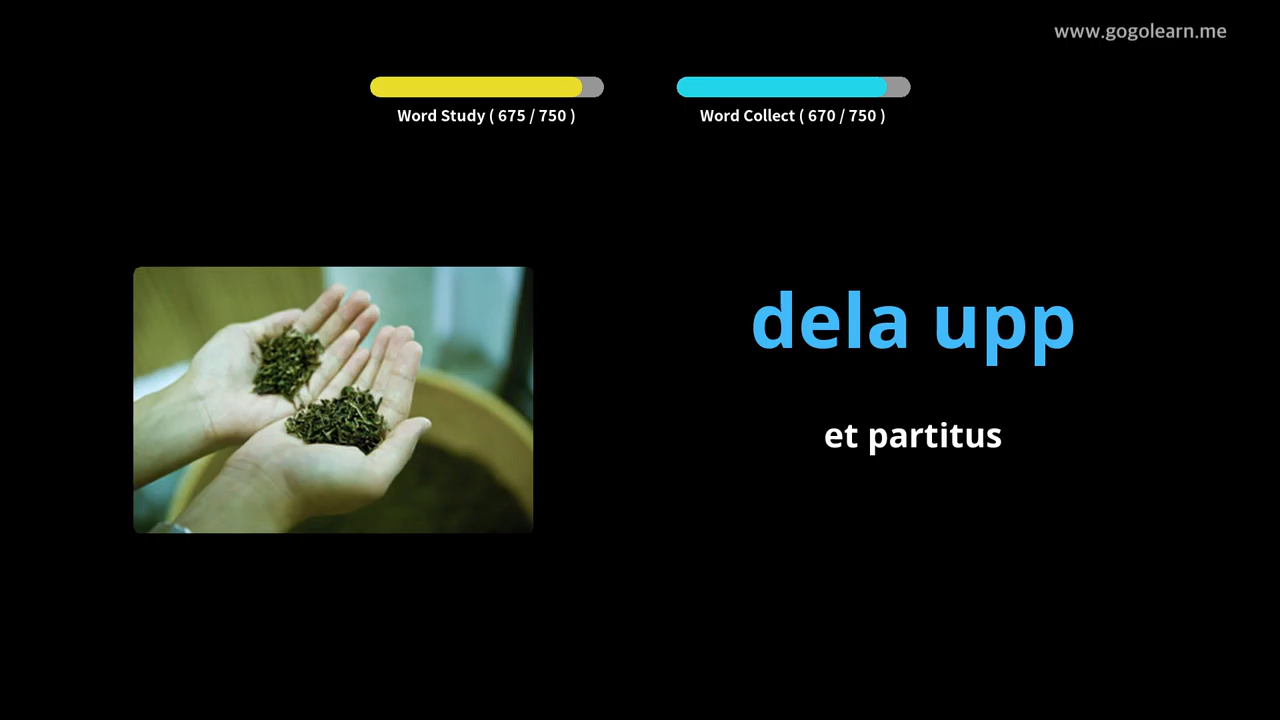 www.gogolearn.me
Word Study ( 675 / 750 )
Word Collect ( 670 / 750 )
dela upp
et partitus